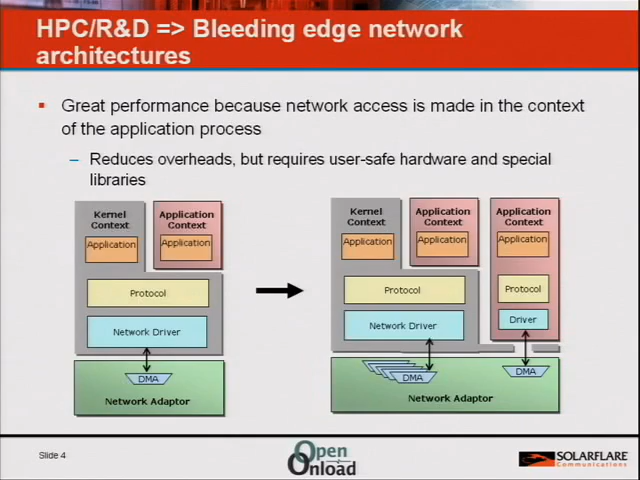 HPC/R&D => Bleeding edge network
architectures
Great performance because network access is made in the context
of the application process
– Reduces overheads, but requires user-safe hardware and special
libraries
Kernel
Context
Application
Application
Context
Application
Protocol
Network Driver
DMA
Network Adaptor
Kernel
Context
Application
Application
Context
Application
Application
Context
Application
Protocol
Protocol
Network Driver
Driver
DMA
DMA
Network Adaptor
Slide 4
Open
Onload
SOLARFLARE
Communications